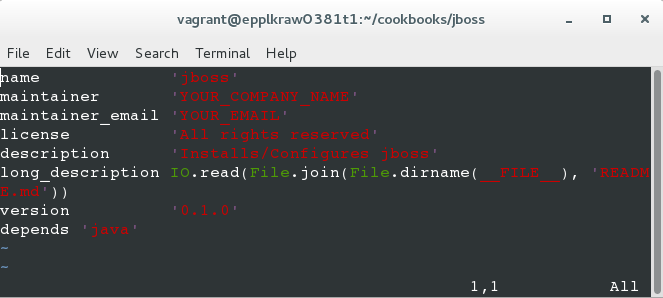 vagrant@epplkraw0381t1:~/cookbooks/jboss
File Edit View Search Terminal Help
name             'jboss'
maintainer       'YOUR_COMPANY_NAME'
maintainer_email 'YOUR_EMAIL'
license          'All rights reserved'
description      'Installs/Configures jboss'
long_description IO.read(File.join(File.dirname(__FILE__), 'READM
E.md'))
version          '0.1.0'
depends 'java'
~
~
1,1 All